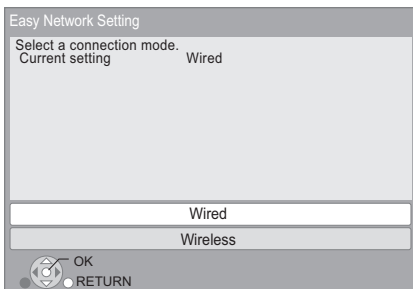 Easy Network Setting
Select a connection mode.
Current setting Wired
Wired
Wireless
OK
RETURN